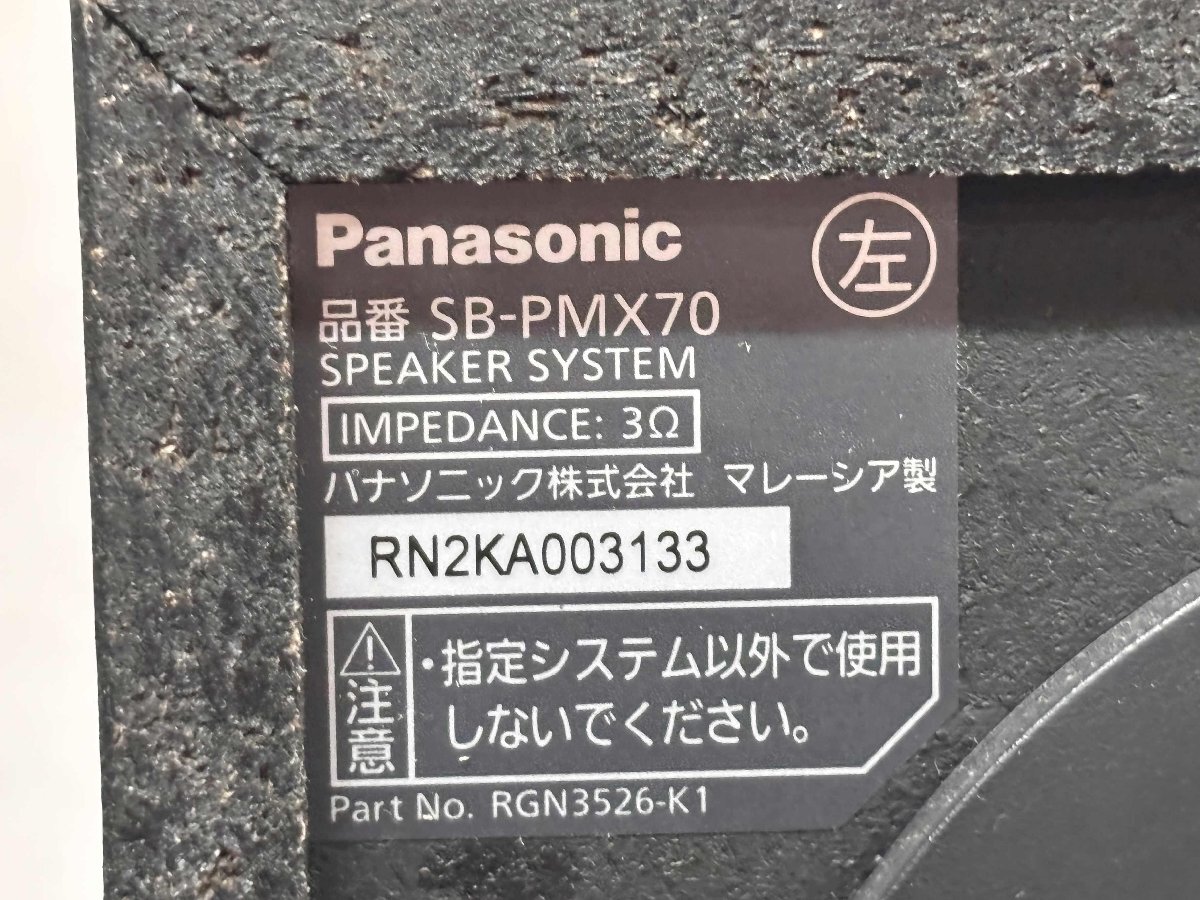 Panasonic
左
品番 SB-PMX70
SPEAKER SYSTEM
IMPEDANCE: 3Ω
パナソニック株式会社 マレーシア製
RN2KA003133
注意
・指定システム以外で使用
しないでください。
Part No. RGN3526-K1